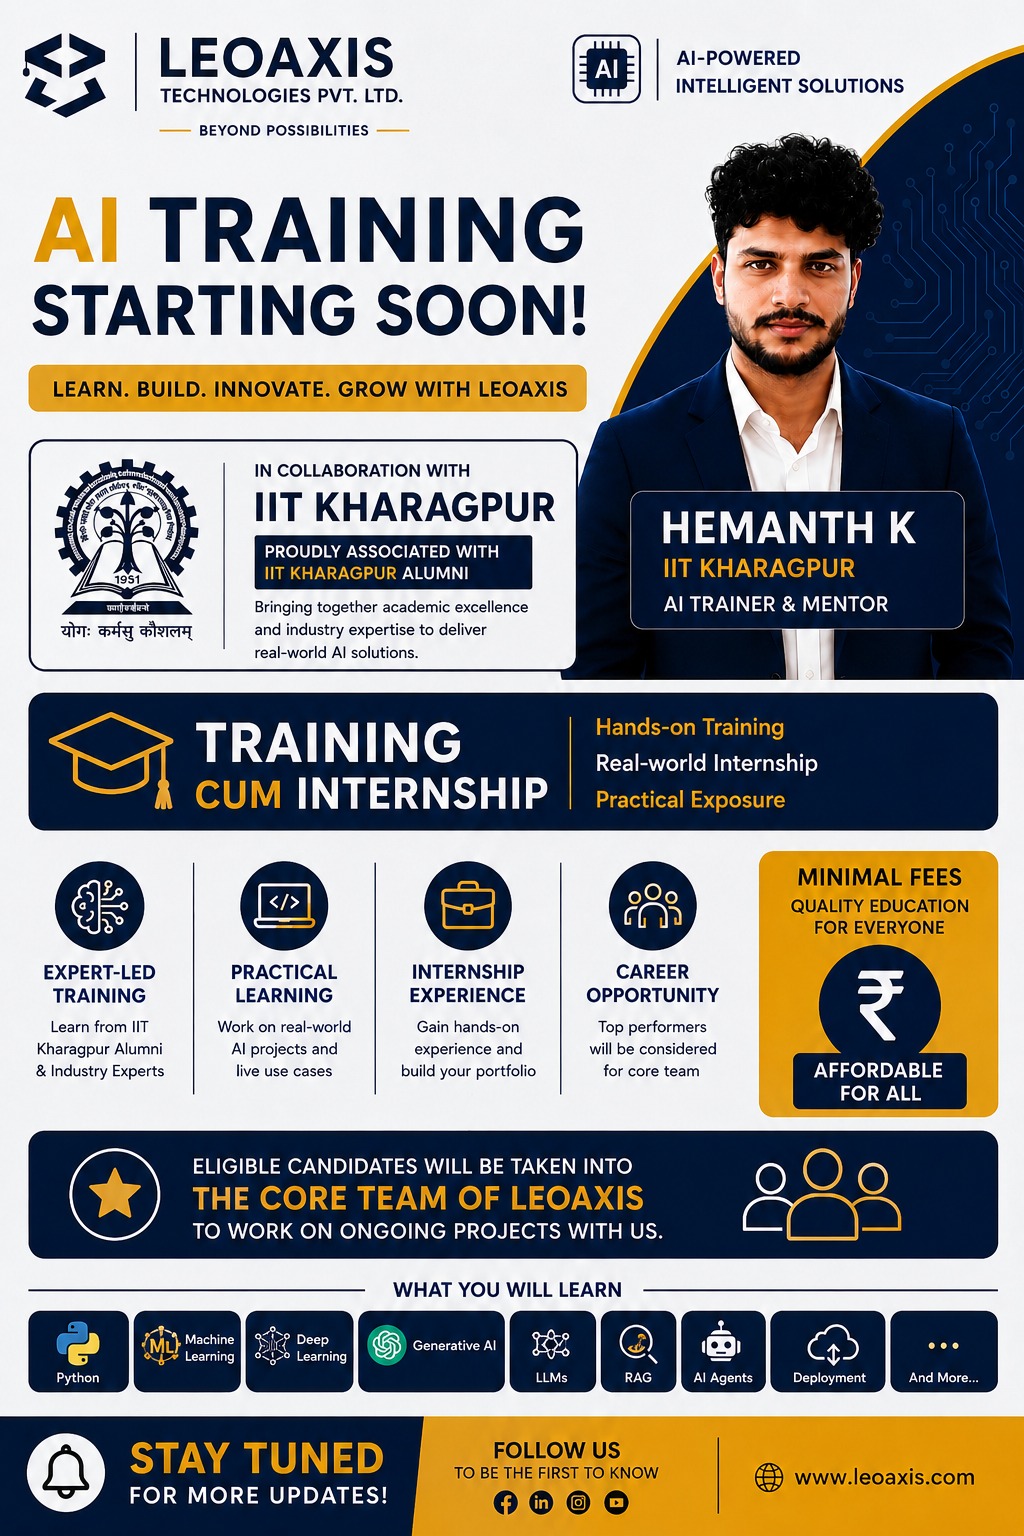 LEOAXIS
TECHNOLOGIES PVT. LTD.
BEYOND POSSIBILITIES
AI
AI-POWERED
INTELLIGENT SOLUTIONS
AI TRAINING
STARTING SOON!
LEARN. BUILD. INNOVATE. GROW WITH LEOAXIS
1951
योगः कर्मसु कौशलम्
IN COLLABORATION WITH
IIT KHARAGPUR
PROUDLY ASSOCIATED WITH
IIT KHARAGPUR ALUMNI
Bringing together academic excellence
and industry expertise to deliver
real-world AI solutions.
HEMANTH K
IIT KHARAGPUR
AI TRAINER & MENTOR
TRAINING
CUM INTERNSHIP
Hands-on Training
Real-world Internship
Practical Exposure
EXPERT-LED
TRAINING
Learn from IIT
Kharagpur Alumni
& Industry Experts
PRACTICAL
LEARNING
Work on real-world
AI projects and
live use cases
INTERNSHIP
EXPERIENCE
Gain hands-on
experience and
build your portfolio
CAREER
OPPORTUNITY
Top performers
will be considered
for core team
MINIMAL FEES
QUALITY EDUCATION
FOR EVERYONE
₹
AFFORDABLE
FOR ALL
ELIGIBLE CANDIDATES WILL BE TAKEN INTO
THE CORE TEAM OF LEOAXIS
TO WORK ON ONGOING PROJECTS WITH US.
WHAT YOU WILL LEARN
Python
ML Machine
Learning
Deep
Learning
Generative AI
LLMs
RAG
AI Agents
Deployment
And More...
STAY TUNED
FOR MORE UPDATES!
FOLLOW US
TO BE THE FIRST TO KNOW
www.leoaxis.com